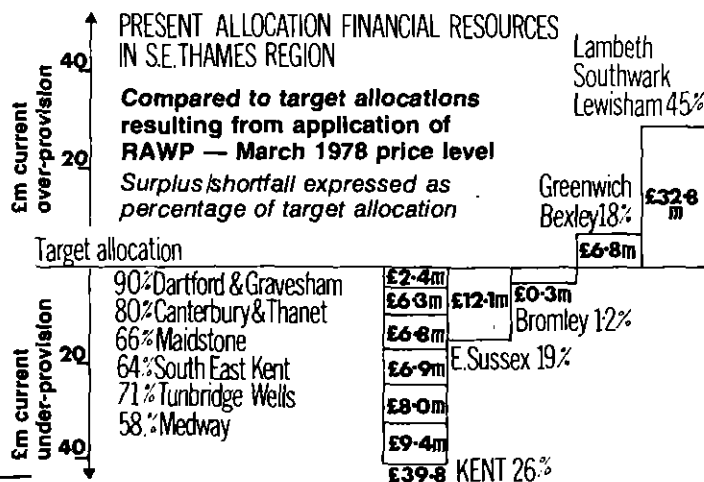 PRESENT ALLOCATION FINANCIAL RESOURCES
IN S.E.THAMES REGION
Compared to target allocations
resulting from application of
RAWP — March 1978 price level
Surplus/shortfall expressed as
percentage of target allocation
£m current
over-provision
40
20
Lambeth
Southwark
Lewisham 45%
£32·8
m
Greenwich
Bexley 18%
£6·8m
Target allocation
£m current
under-provision
20
40
90% Dartford & Gravesham
80% Canterbury & Thanet
66% Maidstone
64% South East Kent
71% Tunbridge Wells
58.% Medway
£2·4m
£6·3m
£6·8m
£6·9m
£8·0m
£9·4m
£39·8 KENT 26%
£12·1m
E.Sussex 19%
£0·3m
Bromley 1·2%